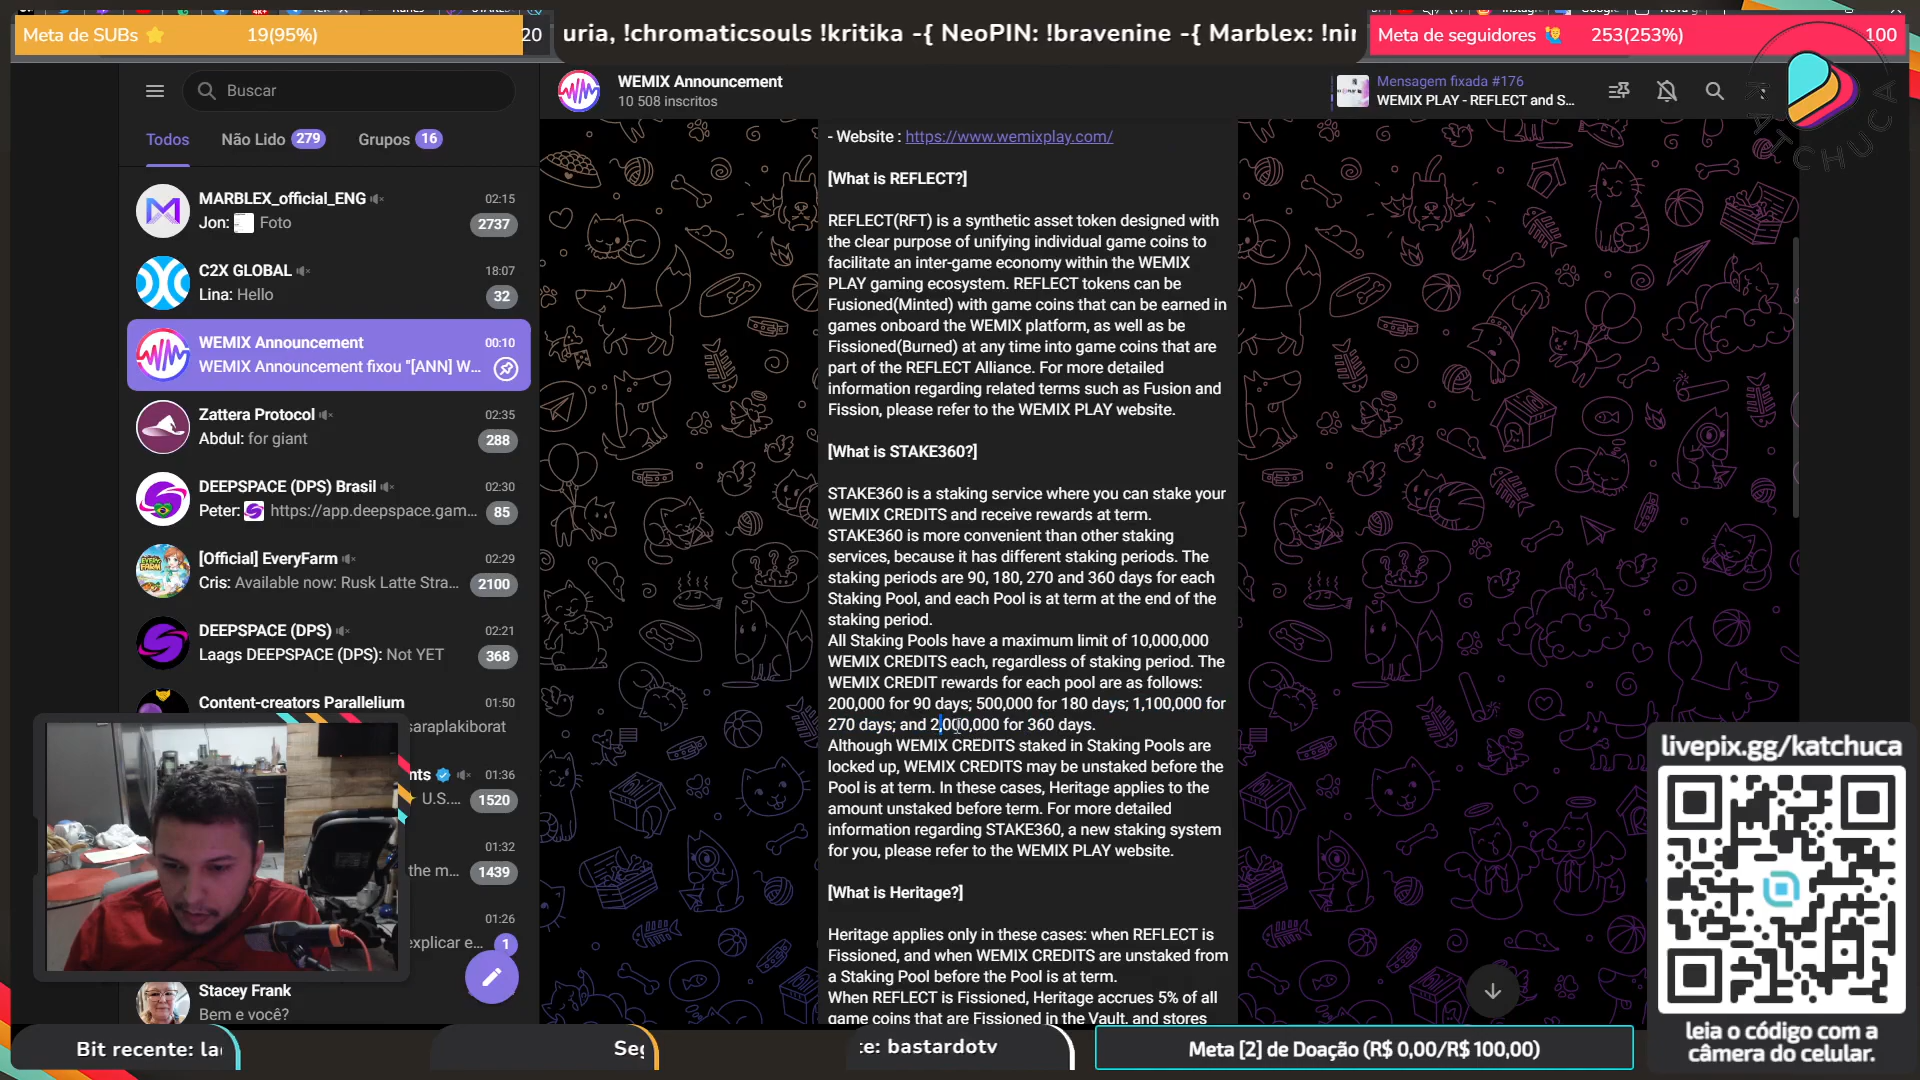 Meta de SUBs ⭐ 19(95%) 20
uria, !chromaticsouls !kritika -{ NeoPIN: !bravenine -{ Marblex: !nin
Meta de seguidores 🙋 253(253%) 100
Buscar
Todos
Não Lido 279
Grupos 16
MARBLEX_official_ENG 02:15
Jon: Foto 2737
C2X GLOBAL 18:07
Lina: Hello 32
WEMIX Announcement 00:10
WEMIX Announcement fixou "[ANN] W...
Zattera Protocol 02:35
Abdul: for giant 288
DEEPSPACE (DPS) Brasil 02:30
Peter: https://app.deepspace.gam... 85
[Official] EveryFarm 02:29
Cris: Available now: Rusk Latte Stra... 2100
DEEPSPACE (DPS) 02:21
Laags DEEPSPACE (DPS): Not YET 368
Content-creators Parallelium 01:50
saraplakiborat
nts 01:36
U.S.... 1520
01:32
the m... 1439
01:26
explicar e... 1
Stacey Frank
Bem e você?
WEMIX Announcement
10 508 inscritos
Mensagem fixada #176
WEMIX PLAY - REFLECT and S...
- Website : https://www.wemixplay.com/
[What is REFLECT?]
REFLECT(RFT) is a synthetic asset token designed with
the clear purpose of unifying individual game coins to
facilitate an inter-game economy within the WEMIX
PLAY gaming ecosystem. REFLECT tokens can be
Fusioned(Minted) with game coins that can be earned in
games onboard the WEMIX platform, as well as be
Fissioned(Burned) at any time into game coins that are
part of the REFLECT Alliance. For more detailed
information regarding related terms such as Fusion and
Fission, please refer to the WEMIX PLAY website.
[What is STAKE360?]
STAKE360 is a staking service where you can stake your
WEMIX CREDITS and receive rewards at term.
STAKE360 is more convenient than other staking
services, because it has different staking periods. The
staking periods are 90, 180, 270 and 360 days for each
Staking Pool, and each Pool is at term at the end of the
staking period.
All Staking Pools have a maximum limit of 10,000,000
WEMIX CREDITS each, regardless of staking period. The
WEMIX CREDIT rewards for each pool are as follows:
200,000 for 90 days; 500,000 for 180 days; 1,100,000 for
270 days; and 2,000,000 for 360 days.
Although WEMIX CREDITS staked in Staking Pools are
locked up, WEMIX CREDITS may be unstaked before the
Pool is at term. In these cases, Heritage applies to the
amount unstaked before term. For more detailed
information regarding STAKE360, a new staking system
for you, please refer to the WEMIX PLAY website.
[What is Heritage?]
Heritage applies only in these cases: when REFLECT is
Fissioned, and when WEMIX CREDITS are unstaked from
a Staking Pool before the Pool is at term.
When REFLECT is Fissioned, Heritage accrues 5% of all
game coins that are Fissioned in the Vault, and stores
KATCHUCA
livepix.gg/katchuca
leia o código com a
câmera do celular.
Bit recente: la
Seg
te: bastardotv
Meta [2] de Doação (R$ 0,00/R$ 100,00)